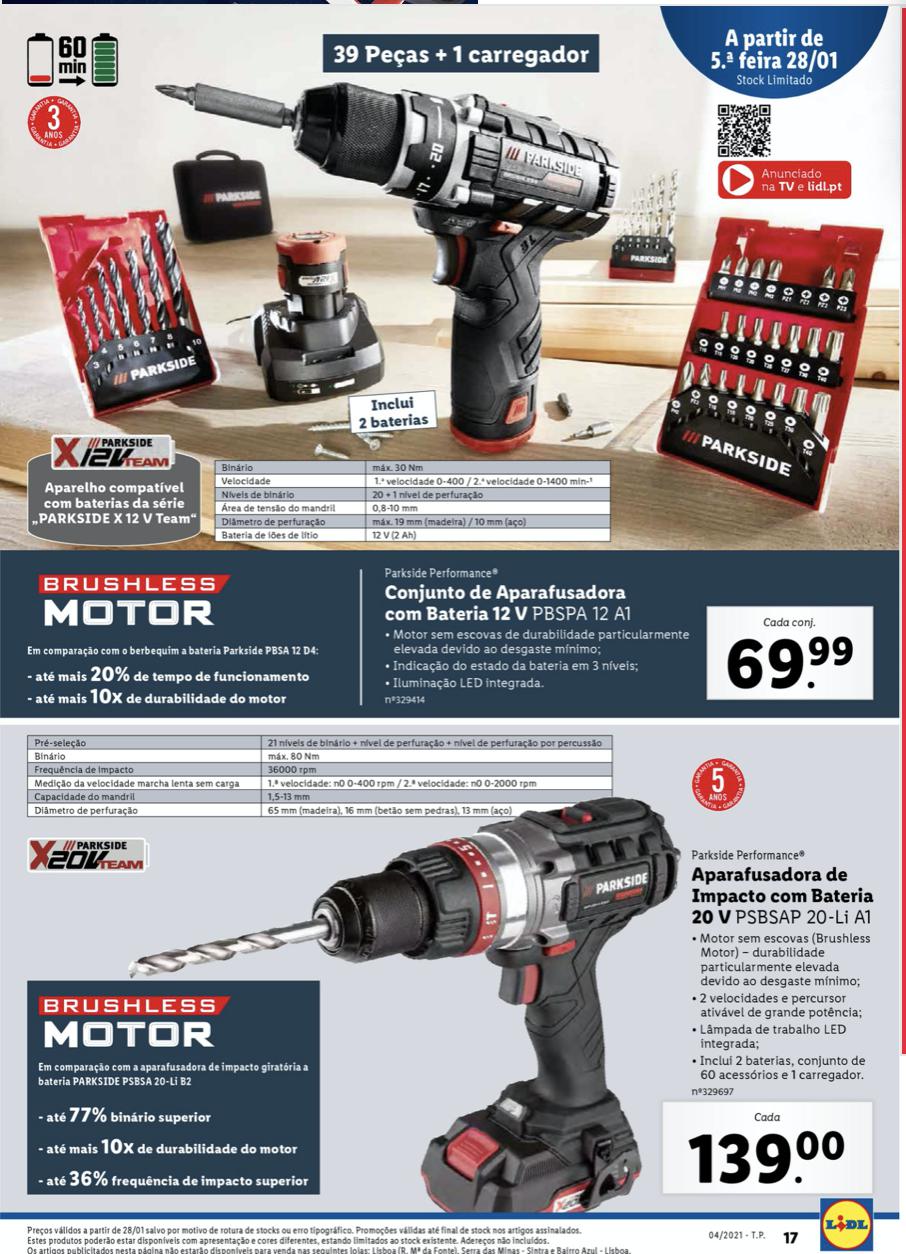 60
min
39 Peças + 1 carregador
A partir de
5.ª feira 28/01
Stock Limitado
GARANTIA
3
ANOS
Anunciado
na TV e lidl.pt
PARKSIDE
PARKSIDE
PARKSIDE
3 4 5 6 7 8 10
PARKSIDE
PARKSIDE
Inclui
2 baterias
X12V PARKSIDE
TEAM
Aparelho compatível
com baterias da série
„PARKSIDE X 12 V Team“
Binário máx. 30 Nm
Velocidade 1.ª velocidade 0-400 / 2.ª velocidade 0-1400 min-¹
Níveis de binário 20 + 1 nível de perfuração
Área de tensão do mandril 0,8-10 mm
Diâmetro de perfuração máx. 19 mm (madeira) / 10 mm (aço)
Bateria de iões de lítio 12 V (2 Ah)
BRUSHLESS
MOTOR
Em comparação com o berbequim a bateria Parkside PBSA 12 D4:
- até mais 20% de tempo de funcionamento
- até mais 10x de durabilidade do motor
Parkside Performance®
Conjunto de Aparafusadora
com Bateria 12 V PBSPA 12 A1
• Motor sem escovas de durabilidade particularmente
elevada devido ao desgaste mínimo;
• Indicação do estado da bateria em 3 níveis;
• Iluminação LED integrada.
nº329414
Cada conj.
69.99
Pré-seleção 21 níveis de binário + nível de perfuração + nível de perfuração por percussão
Binário máx. 80 Nm
Frequência de Impacto 36000 rpm
Medição da velocidade marcha lenta sem carga 1.ª velocidade: n0 0-400 rpm / 2.ª velocidade: n0 0-2000 rpm
Capacidade do mandril 1,5-13 mm
Diâmetro de perfuração 65 mm (madeira), 16 mm (betão sem pedras), 13 mm (aço)
GARANTIA
5
ANOS
X20V PARKSIDE
TEAM
PARKSIDE
Parkside Performance®
Aparafusadora de
Impacto com Bateria
20 V PSBSAP 20-Li A1
• Motor sem escovas (Brushless
Motor) – durabilidade
particularmente elevada
devido ao desgaste mínimo;
• 2 velocidades e percursor
ativável de grande potência;
• Lâmpada de trabalho LED
integrada;
• Inclui 2 baterias, conjunto de
60 acessórios e 1 carregador.
nº329697
BRUSHLESS
MOTOR
Em comparação com a aparafusadora de impacto giratória a
bateria PARKSIDE PSBSA 20-Li B2
- até 77% binário superior
- até mais 10x de durabilidade do motor
- até 36% frequência de impacto superior
Cada
139.00
Preços válidos a partir de 28/01 salvo por motivo de rotura de stocks ou erro tipográfico. Promoções válidas até final de stock nos artigos assinalados.
Estes produtos poderão estar disponíveis com apresentação e cores diferentes, estando limitados ao stock existente. Adereços não incluídos.
Os artigos publicitados nesta página não estarão disponíveis para venda nas seguintes lojas: Lisboa (R. Mª da Fonte), Serra das Minas - Sintra e Bairro Azul - Lisboa.
04/2021 - T.P. 17
LIDL